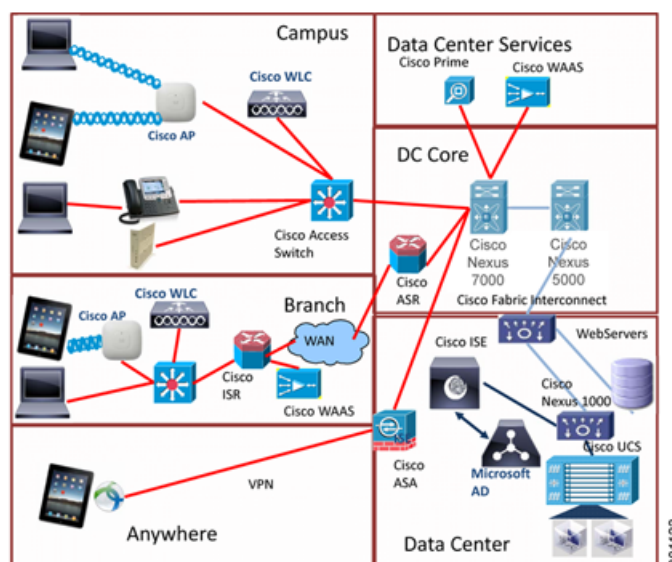 Campus
Cisco WLC
Cisco AP
Cisco Access
Switch
Data Center Services
Cisco Prime
Cisco WAAS
DC Core
Cisco
Nexus
7000
Cisco
Nexus
5000
Cisco
ASR
Cisco Fabric Interconnect
Branch
Cisco AP
Cisco WLC
WAN
Cisco
ISR
Cisco WAAS
WebServers
Cisco ISE
Cisco
Nexus 1000
Cisco UCS
Microsoft
AD
Data Center
Cisco
ASA
VPN
Anywhere